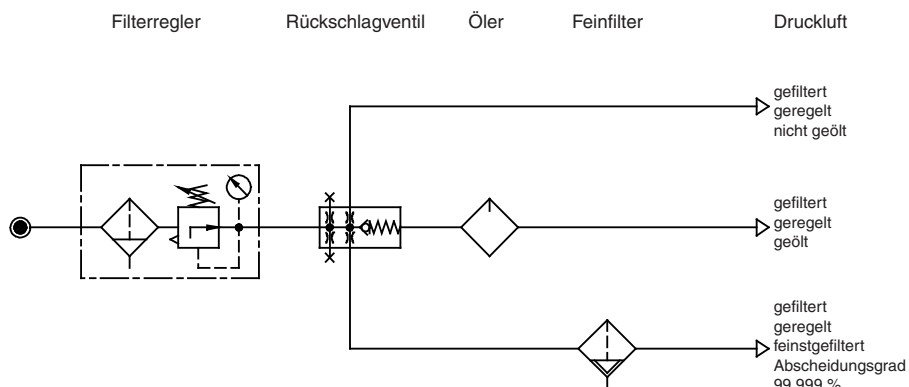 Filterregler Rückschlagventil Öler Feinfilter Druckluft
gefiltert
geregelt
nicht geölt
gefiltert
geregelt
geölt
gefiltert
geregelt
feinstgefiltert
Abscheidungsgrad
99,999 %